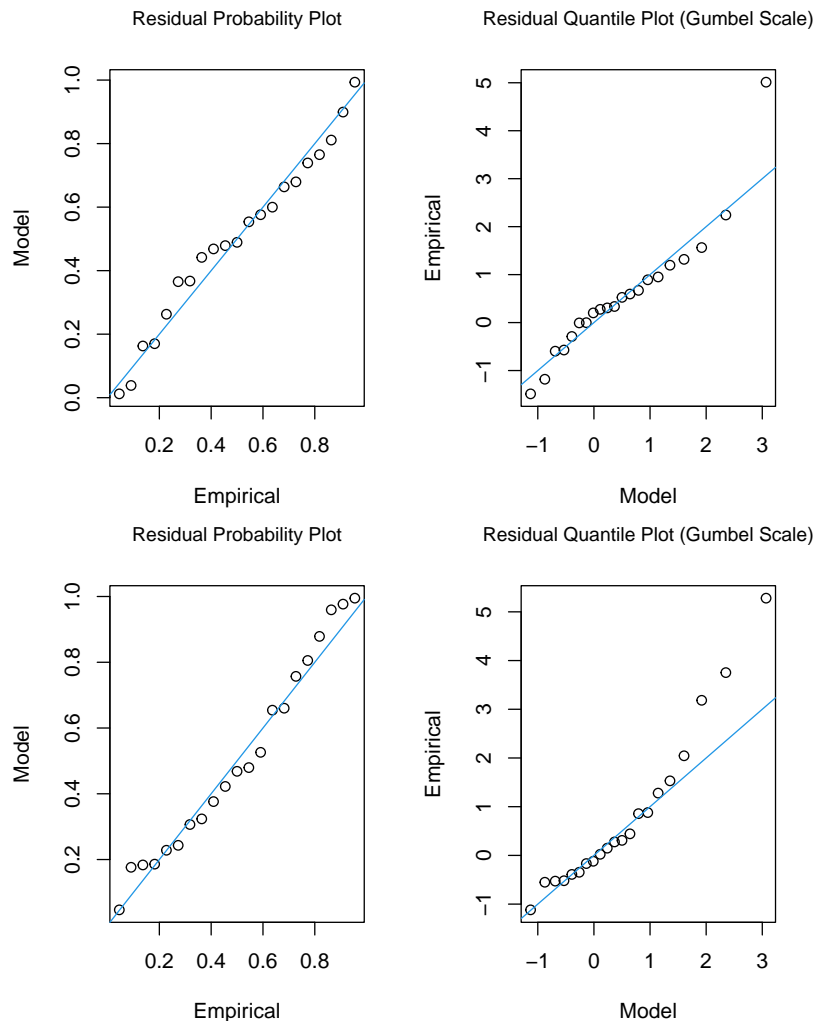 Residual Probability Plot
Residual Quantile Plot (Gumbel Scale)
Model
0.0 0.2 0.4 0.6 0.8 1.0
0.2 0.4 0.6 0.8
Empirical
Empirical
−1 0 1 2 3 4 5
−1 0 1 2 3
Model
Residual Probability Plot
Residual Quantile Plot (Gumbel Scale)
Model
0.2 0.4 0.6 0.8 1.0
0.2 0.4 0.6 0.8
Empirical
Empirical
−1 0 1 2 3 4 5
−1 0 1 2 3
Model